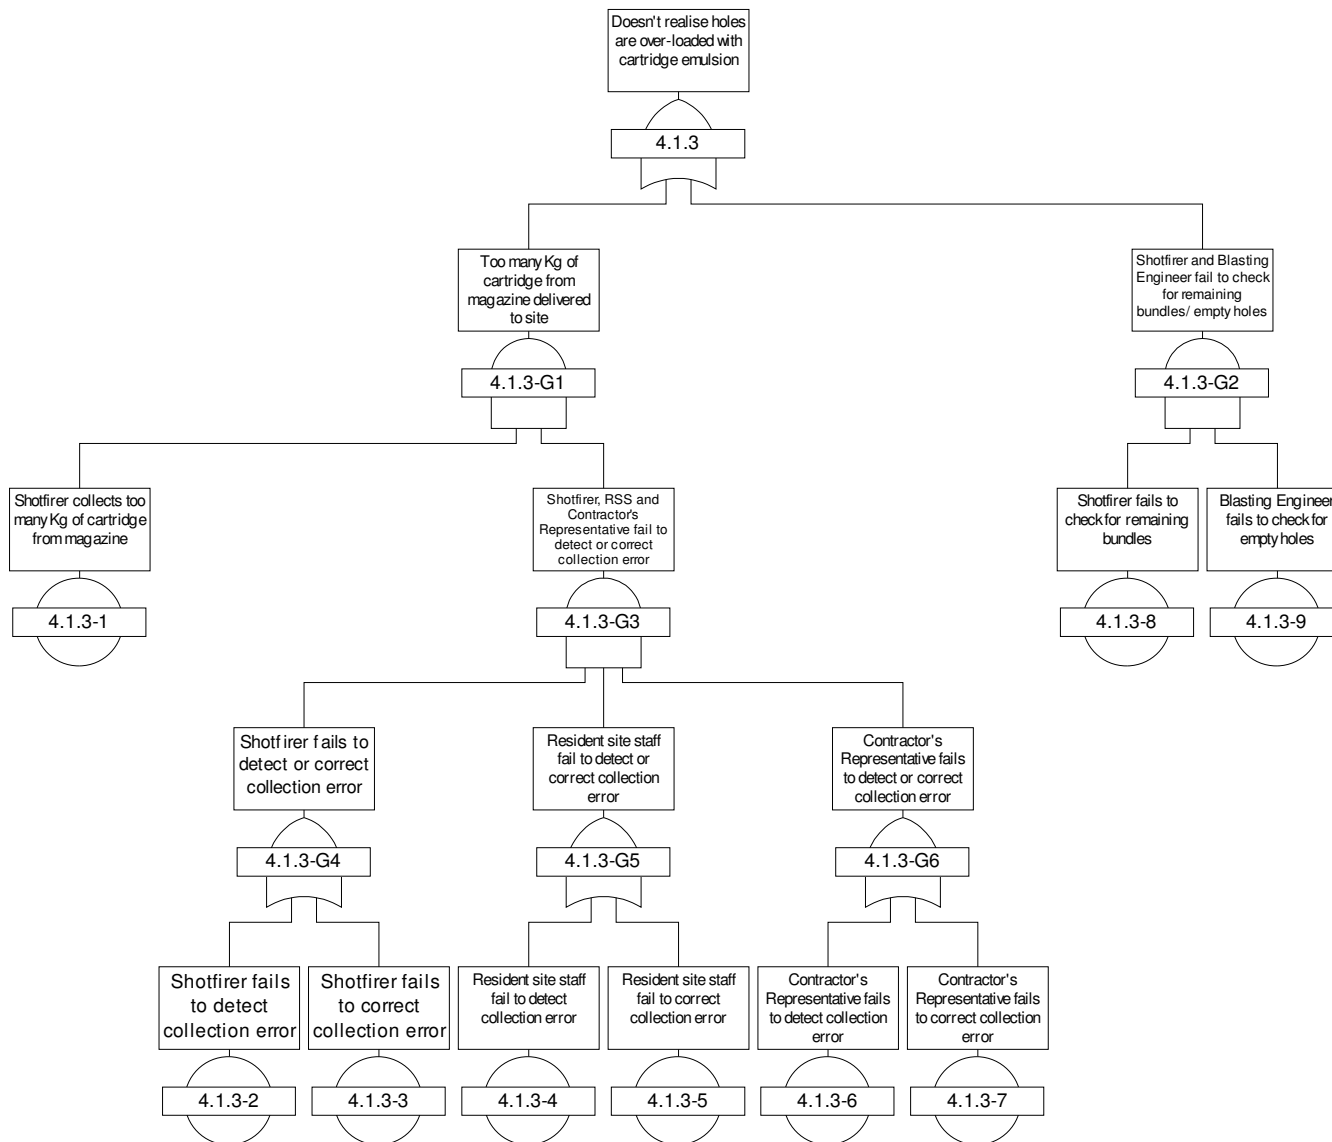 Doesn't realise holes
are over-loaded with
cartridge emulsion
4.1.3
Too many Kg of
cartridge from
magazine delivered
to site
4.1.3-G1
Shotfirer and Blasting
Engineer fail to check
for remaining
bundles/ empty holes
4.1.3-G2
Shotfirer collects too
many Kg of cartridge
from magazine
4.1.3-1
Shotfirer, RSS and
Contractor's
Representative fail to
detect or correct
collection error
4.1.3-G3
Shotfirer fails to
check for remaining
bundles
4.1.3-8
Blasting Engineer
fails to check for
empty holes
4.1.3-9
Shotfirer fails to
detect or correct
collection error
4.1.3-G4
Resident site staff
fail to detect or
correct collection
error
4.1.3-G5
Contractor's
Representative fails
to detect or correct
collection error
4.1.3-G6
Shotfirer fails
to detect
collection error
4.1.3-2
Shotfirer fails
to correct
collection error
4.1.3-3
Resident site staff
fail to detect
collection error
4.1.3-4
Resident site staff
fail to correct
collection error
4.1.3-5
Contractor's
Representative fails
to detect collection
error
4.1.3-6
Contractor's
Representative fails
to correct collection
error
4.1.3-7